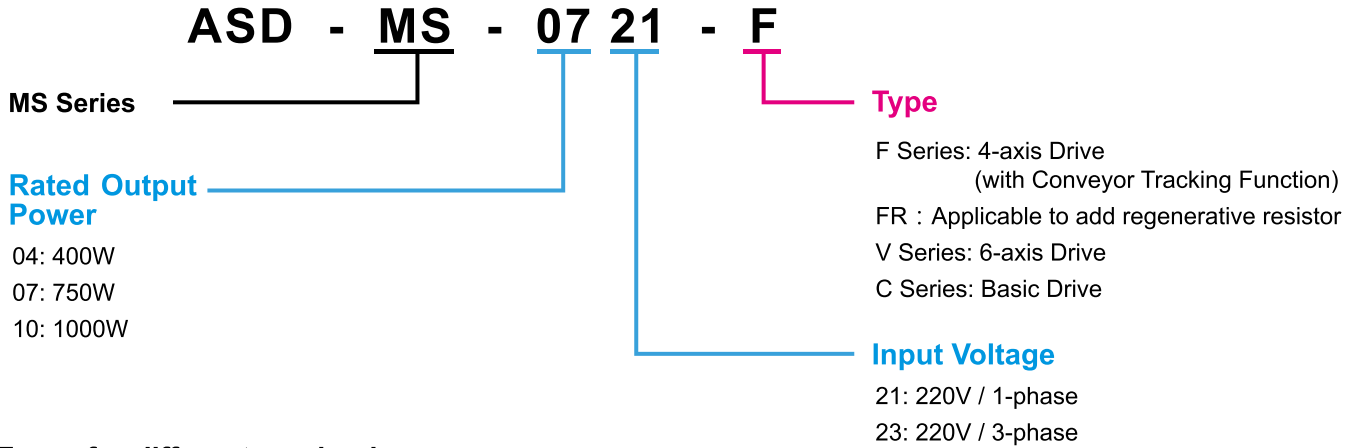 ASD - MS - 07 21 - F
MS Series
Rated Output
Power
04: 400W
07: 750W
10: 1000W
Type
F Series: 4-axis Drive
(with Conveyor Tracking Function)
FR : Applicable to add regenerative resistor
V Series: 6-axis Drive
C Series: Basic Drive
Input Voltage
21: 220V / 1-phase
23: 220V / 3-phase